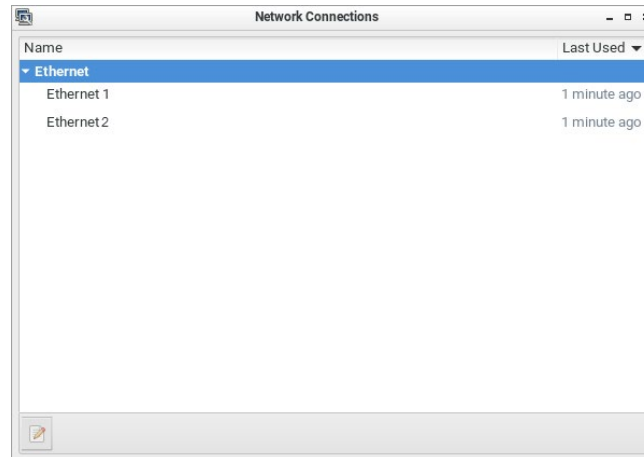 Network Connections
Name Last Used
Ethernet
Ethernet 1 1 minute ago
Ethernet 2 1 minute ago